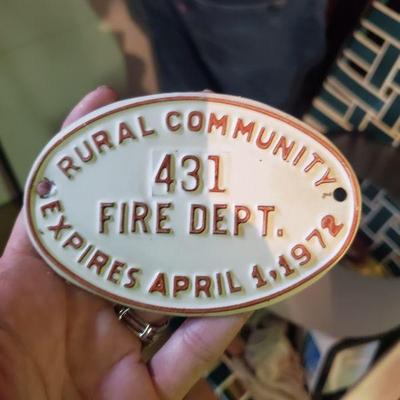 RURAL COMMUNITY
431
FIRE DEPT.
EXPIRES APRIL 1, 1972